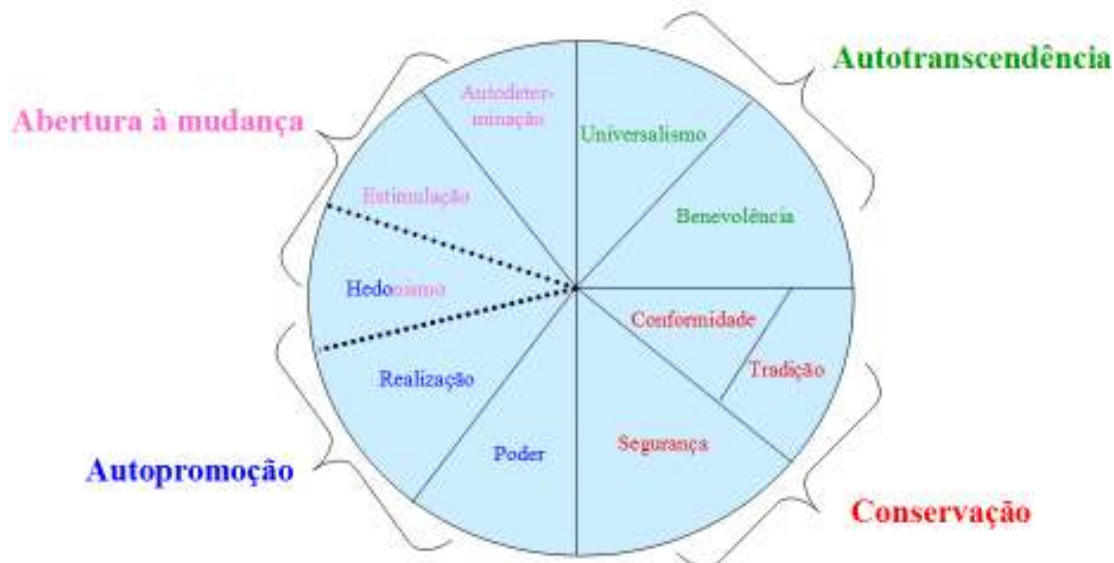 Autotranscendência
Abertura à mudança
Autodeter-
minação
Universalismo
Estimulação
Benevolência
Hedonismo
Conformidade
Realização
Tradição
Segurança
Poder
Autopromoção
Conservação